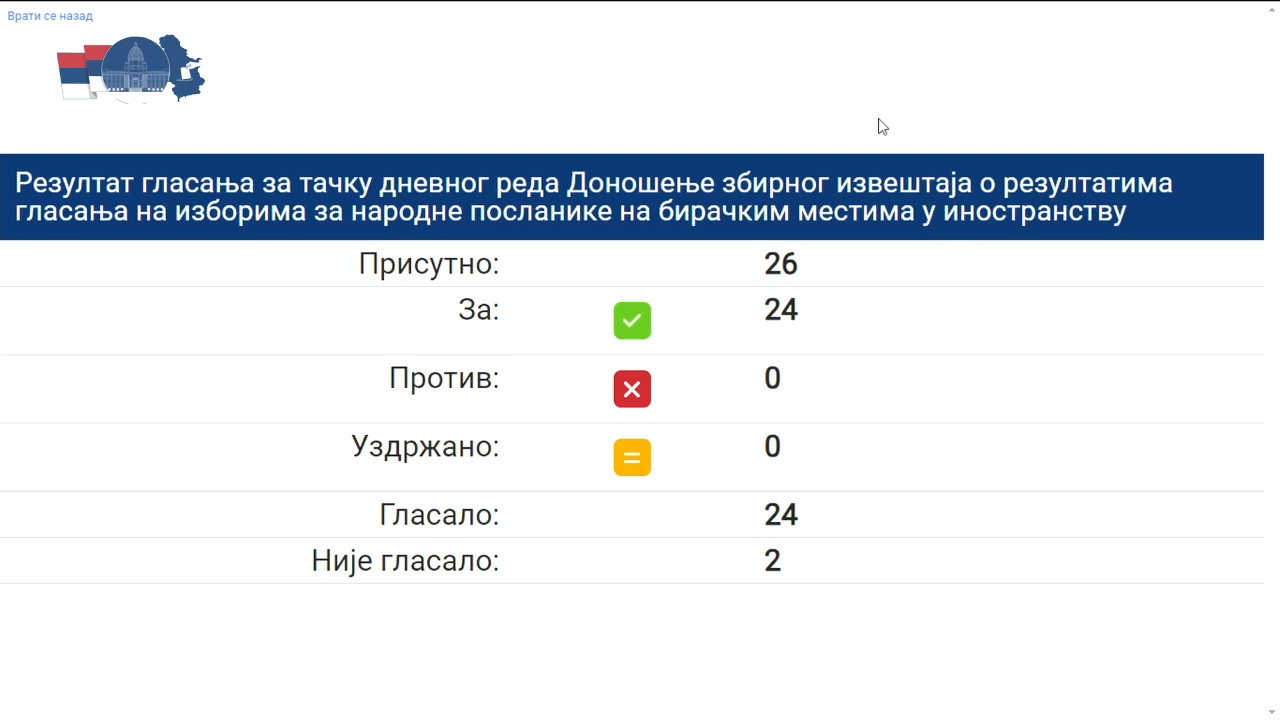 Врати се назад
Резултат гласања за тачку дневног реда Доношење збирног извештаја о резултатима
гласања на изборима за народне посланике на бирачким местима у иностранству
Присутно: 26
За: 24
Против: 0
Уздржано: 0
Гласало: 24
Није гласало: 2